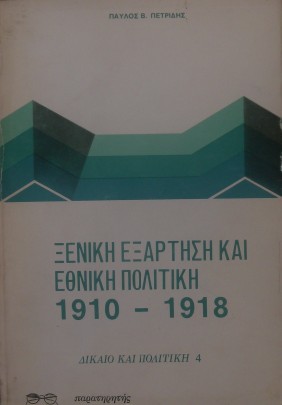 ΠΑΥΛΟΣ Β. ΠΕΤΡΙΔΗΣ
ΞΕΝΙΚΗ ΕΞΑΡΤΗΣΗ ΚΑΙ
ΕΘΝΙΚΗ ΠΟΛΙΤΙΚΗ
1910 - 1918
ΔΙΚΑΙΟ ΚΑΙ ΠΟΛΙΤΙΚΗ 4
παρατηρητής